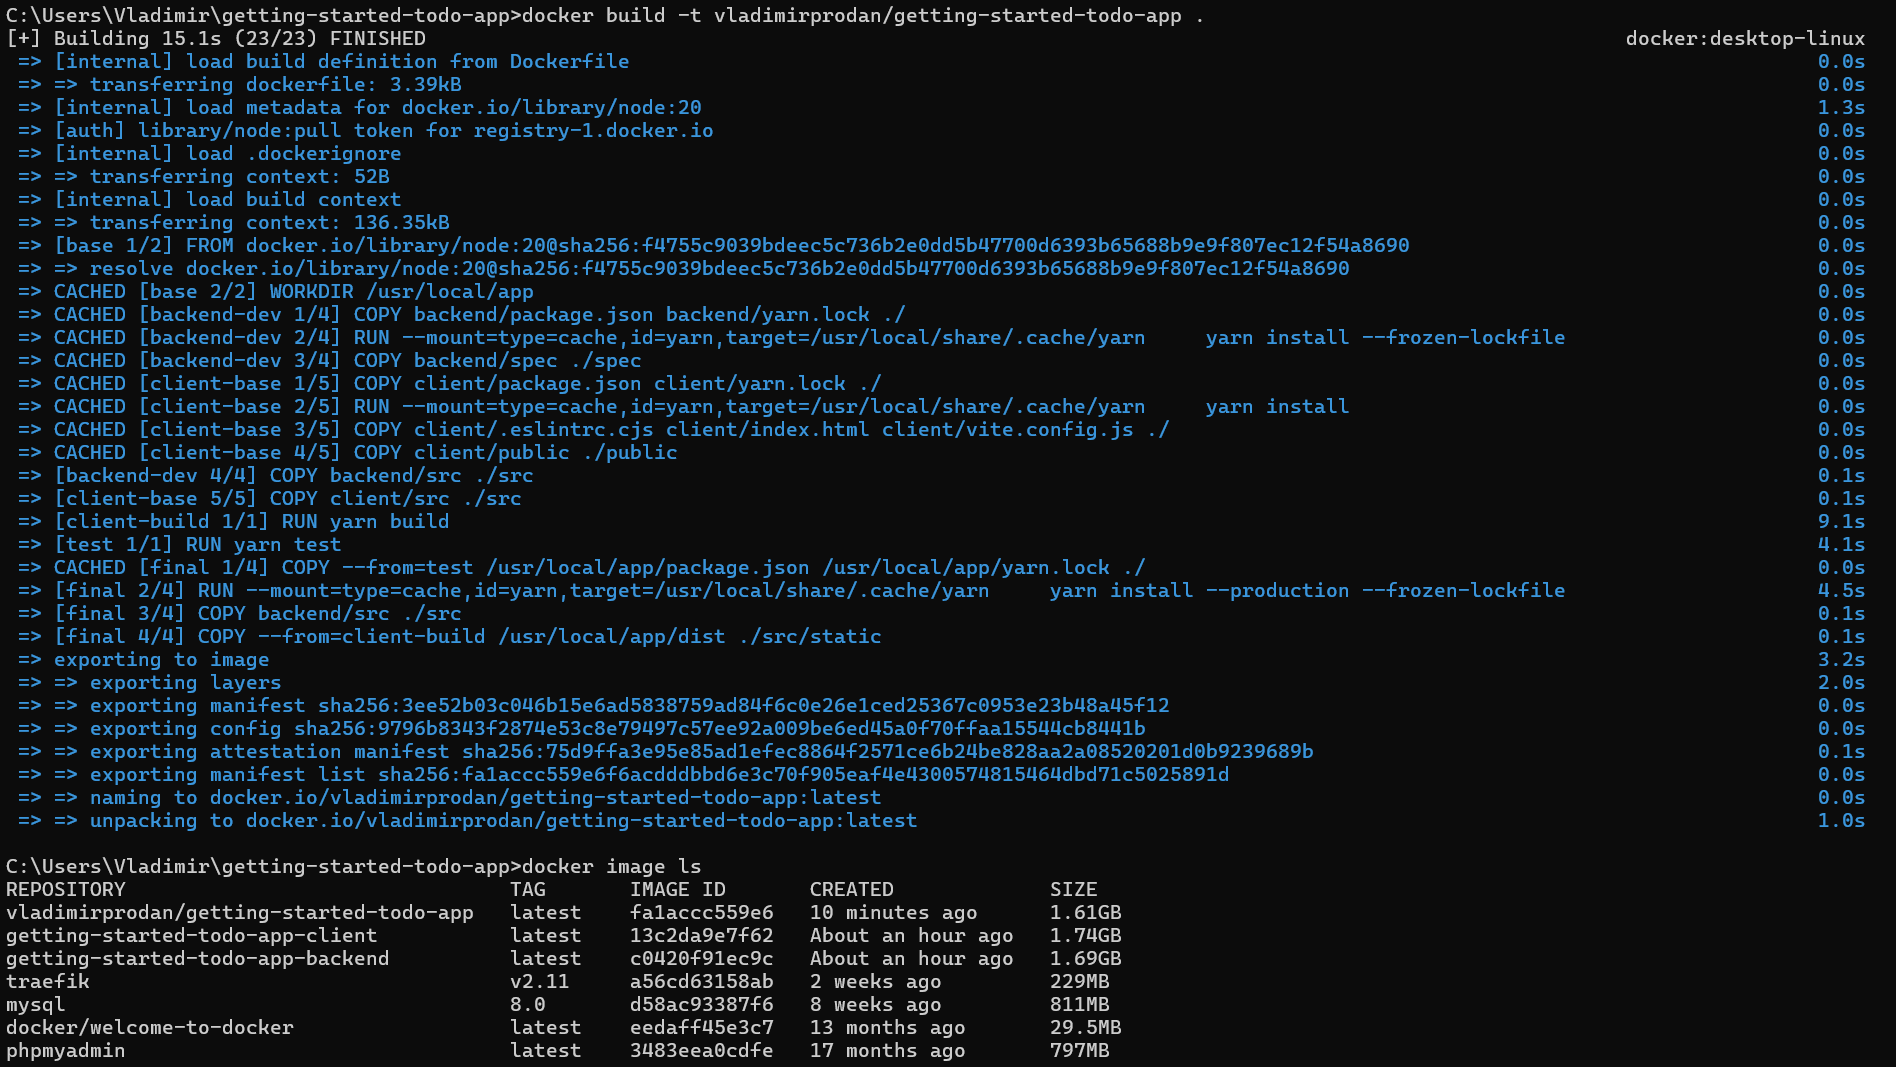 C:\Users\Vladimir\getting-started-todo-app>docker build -t vladimirprodan/getting-started-todo-app .
[+] Building 15.1s (23/23) FINISHED docker:desktop-linux
=> [internal] load build definition from Dockerfile 0.0s
=> => transferring dockerfile: 3.39kB 0.0s
=> [internal] load metadata for docker.io/library/node:20 1.3s
=> [auth] library/node:pull token for registry-1.docker.io 0.0s
=> [internal] load .dockerignore 0.0s
=> => transferring context: 52B 0.0s
=> [internal] load build context 0.0s
=> => transferring context: 136.35kB 0.0s
=> [base 1/2] FROM docker.io/library/node:20@sha256:f4755c9039bdeec5c736b2e0dd5b47700d6393b65688b9e9f807ec12f54a8690 0.0s
=> => resolve docker.io/library/node:20@sha256:f4755c9039bdeec5c736b2e0dd5b47700d6393b65688b9e9f807ec12f54a8690 0.0s
=> CACHED [base 2/2] WORKDIR /usr/local/app 0.0s
=> CACHED [backend-dev 1/4] COPY backend/package.json backend/yarn.lock ./ 0.0s
=> CACHED [backend-dev 2/4] RUN --mount=type=cache,id=yarn,target=/usr/local/share/.cache/yarn     yarn install --frozen-lockfile 0.0s
=> CACHED [backend-dev 3/4] COPY backend/spec ./spec 0.0s
=> CACHED [client-base 1/5] COPY client/package.json client/yarn.lock ./ 0.0s
=> CACHED [client-base 2/5] RUN --mount=type=cache,id=yarn,target=/usr/local/share/.cache/yarn     yarn install 0.0s
=> CACHED [client-base 3/5] COPY client/.eslintrc.cjs client/index.html client/vite.config.js ./ 0.0s
=> CACHED [client-base 4/5] COPY client/public ./public 0.0s
=> [backend-dev 4/4] COPY backend/src ./src 0.1s
=> [client-base 5/5] COPY client/src ./src 0.1s
=> [client-build 1/1] RUN yarn build 9.1s
=> [test 1/1] RUN yarn test 4.1s
=> CACHED [final 1/4] COPY --from=test /usr/local/app/package.json /usr/local/app/yarn.lock ./ 0.0s
=> [final 2/4] RUN --mount=type=cache,id=yarn,target=/usr/local/share/.cache/yarn     yarn install --production --frozen-lockfile 4.5s
=> [final 3/4] COPY backend/src ./src 0.1s
=> [final 4/4] COPY --from=client-build /usr/local/app/dist ./src/static 0.1s
=> exporting to image 3.2s
=> => exporting layers 2.0s
=> => exporting manifest sha256:3ee52b03c046b15e6ad5838759ad84f6c0e26e1ced25367c0953e23b48a45f12 0.0s
=> => exporting config sha256:9796b8343f2874e53c8e79497c57ee92a009be6ed45a0f70ffaa15544cb8441b 0.0s
=> => exporting attestation manifest sha256:75d9ffa3e95e85ad1efec8864f2571ce6b24be828aa2a08520201d0b9239689b 0.1s
=> => exporting manifest list sha256:fa1accc559e6f6acdddbbd6e3c70f905eaf4e4300574815464dbd71c5025891d 0.0s
=> => naming to docker.io/vladimirprodan/getting-started-todo-app:latest 0.0s
=> => unpacking to docker.io/vladimirprodan/getting-started-todo-app:latest 1.0s
C:\Users\Vladimir\getting-started-todo-app>docker image ls
REPOSITORY TAG IMAGE ID CREATED SIZE
vladimirprodan/getting-started-todo-app latest fa1accc559e6 10 minutes ago 1.61GB
getting-started-todo-app-client latest 13c2da9e7f62 About an hour ago 1.74GB
getting-started-todo-app-backend latest c0420f91ec9c About an hour ago 1.69GB
traefik v2.11 a56cd63158ab 2 weeks ago 229MB
mysql 8.0 d58ac93387f6 8 weeks ago 811MB
docker/welcome-to-docker latest eedaff45e3c7 13 months ago 29.5MB
phpmyadmin latest 3483eea0cdfe 17 months ago 797MB